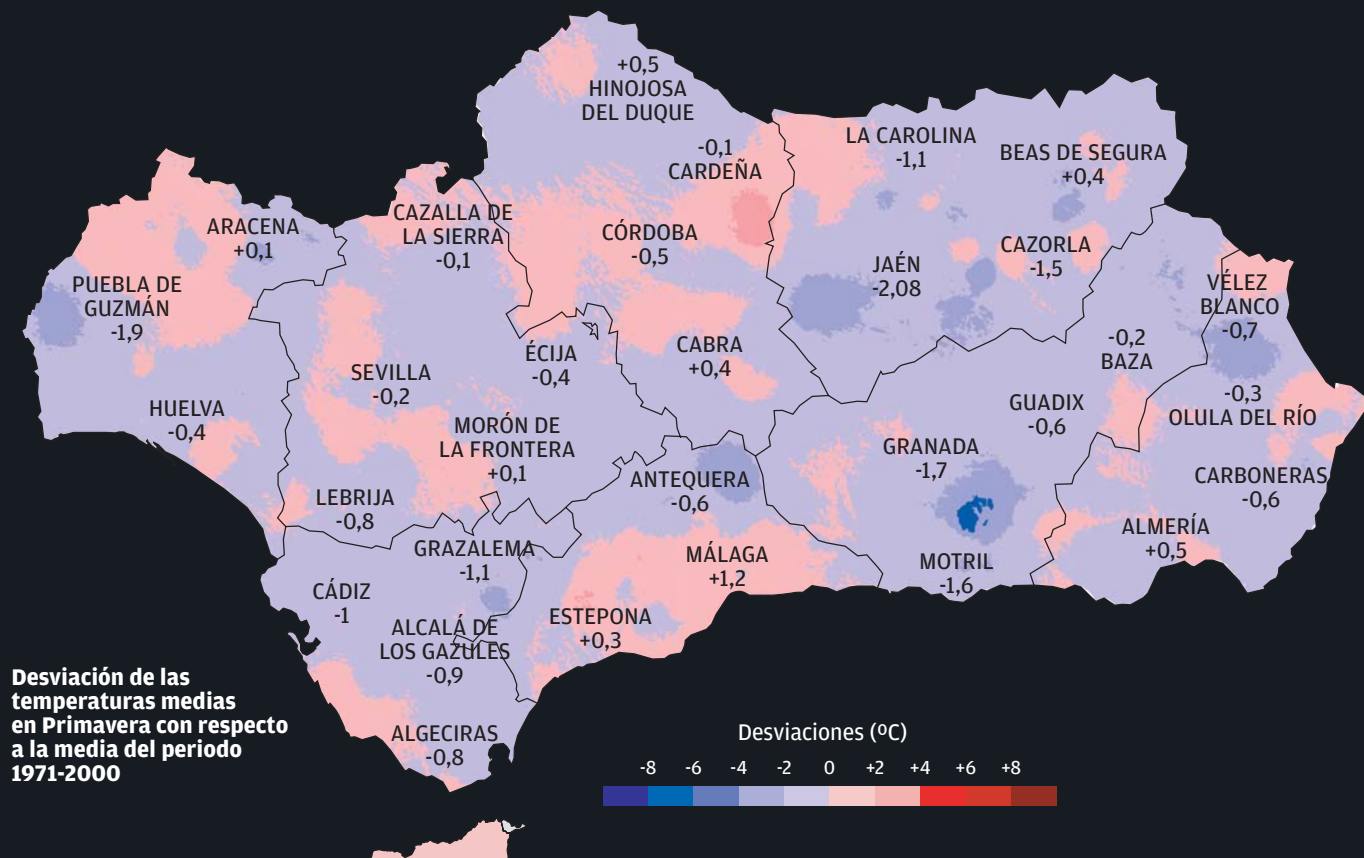 +0,5
HINOJOSA
DEL DUQUE
-0,1
CARDEÑA
LA CAROLINA
-1,1
BEAS DE SEGURA
+0,4
ARACENA
+0,1
CAZALLA DE
LA SIERRA
-0,1
CÓRDOBA
-0,5
JAÉN
-2,08
CAZORLA
-1,5
PUEBLA DE
GUZMÁN
-1,9
VÉLEZ
BLANCO
-0,7
ÉCIJA
-0,4
CABRA
+0,4
-0,2
BAZA
SEVILLA
-0,2
HUELVA
-0,4
MORÓN DE
LA FRONTERA
+0,1
GUADIX
-0,6
-0,3
OLULA DEL RÍO
GRANADA
-1,7
ANTEQUERA
-0,6
CARBONERAS
-0,6
LEBRIJA
-0,8
ALMERÍA
+0,5
GRAZALEMA
-1,1
MÁLAGA
+1,2
MOTRIL
-1,6
CÁDIZ
-1
ESTEPONA
+0,3
ALCALÁ DE
LOS GAZULES
-0,9
ALGECIRAS
-0,8
Desviación de las
temperaturas medias
en Primavera con respecto
a la media del periodo
1971-2000
Desviaciones (ºC)
-8 -6 -4 -2 0 +2 +4 +6 +8